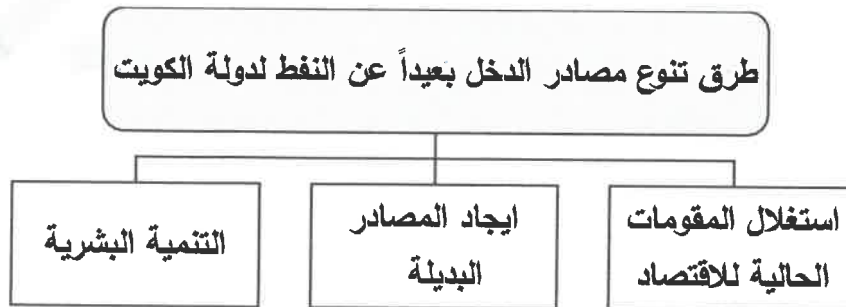 طرق تنوع مصادر الدخل بعيداً عن النفط لدولة الكويت
استغلال المقومات
الحالية للاقتصاد
ايجاد المصادر
البديلة
التنمية البشرية